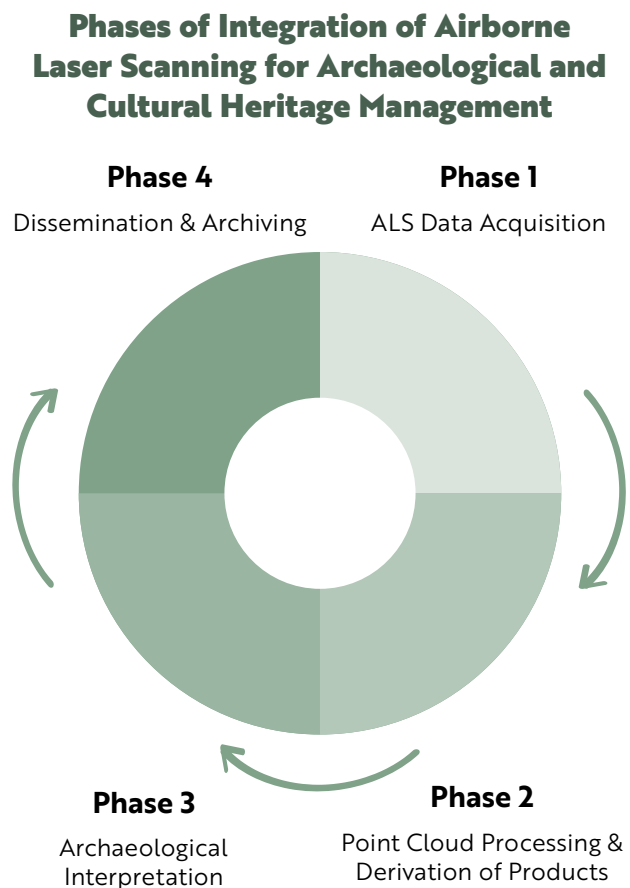 Phases of Integration of Airborne
Laser Scanning for Archaeological and
Cultural Heritage Management
Phase 4
Dissemination & Archiving
Phase 1
ALS Data Acquisition
Phase 3
Archaeological
Interpretation
Phase 2
Point Cloud Processing &
Derivation of Products